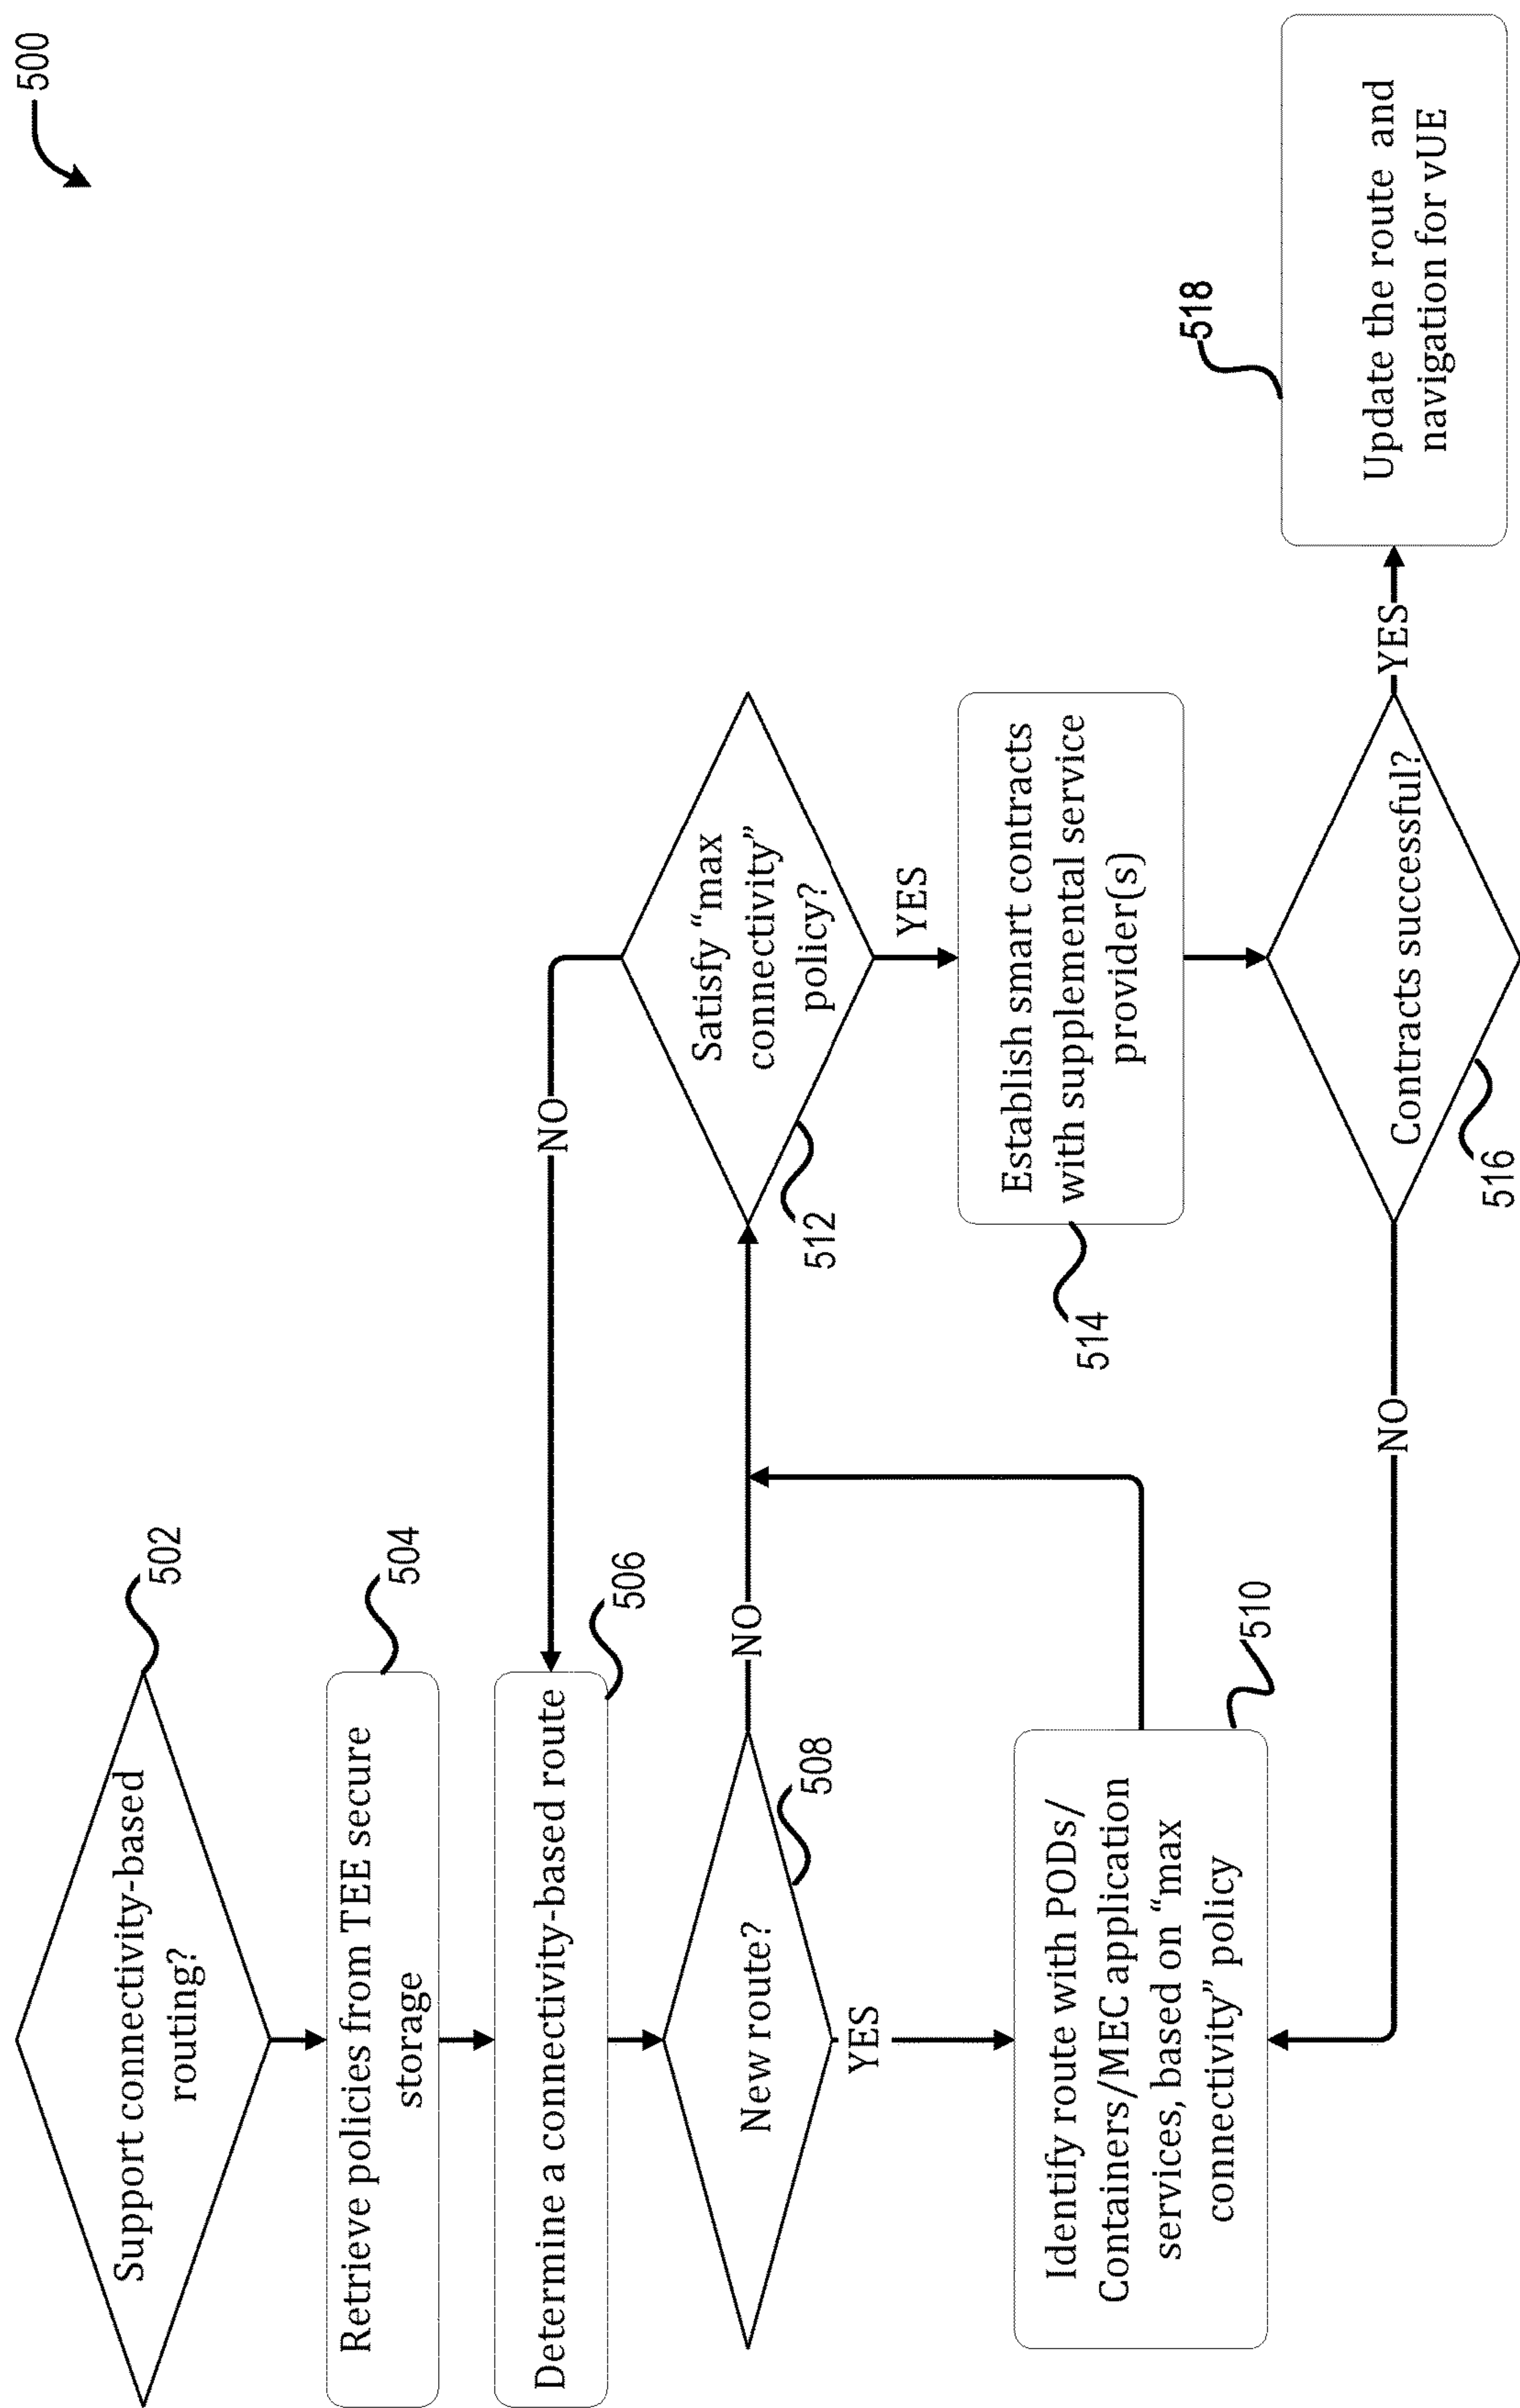 500
Support connectivity-based
routing?
502
Retrieve policies from TEE secure
storage
504
Determine a connectivity-based route
506
New route?
508
NO
YES
Identify route with PODs/
Containers/MEC application
services, based on “max
connectivity” policy
510
NO
Satisfy “max
connectivity”
policy?
512
YES
Establish smart contracts
with supplemental service
provider(s)
514
Contracts successful?
516
NO
YES
Update the route and
navigation for vUE
518